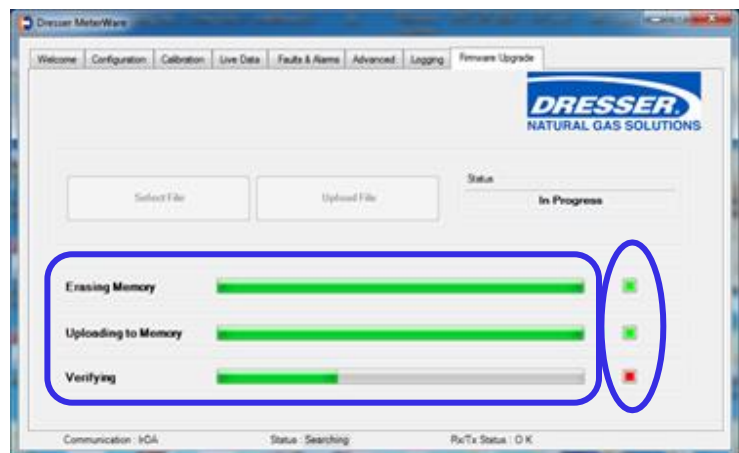 Dresser MeterWare
Welcome Configuration Calibration Live Data Faults & Alarms Advanced Logging Firmware Upgrade
DRESSER.
NATURAL GAS SOLUTIONS
Select File Upload File
Status
In Progress
Erasing Memory
Uploading to Memory
Verifying
Communication : IrDA Status : Searching Rx/Tx Status : O K